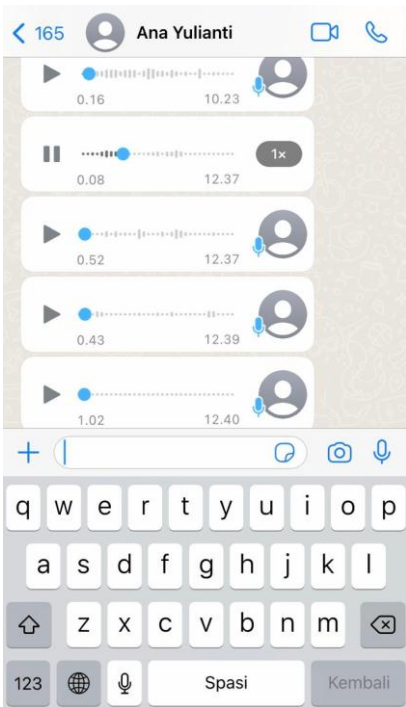 165 Ana Yulianti
0.16 10.23
1×
0.08 12.37
0.52 12.37
0.43 12.39
1.02 12.40
q w e r t y u i o p
a s d f g h j k l
z x c v b n m
123 Spasi Kembali